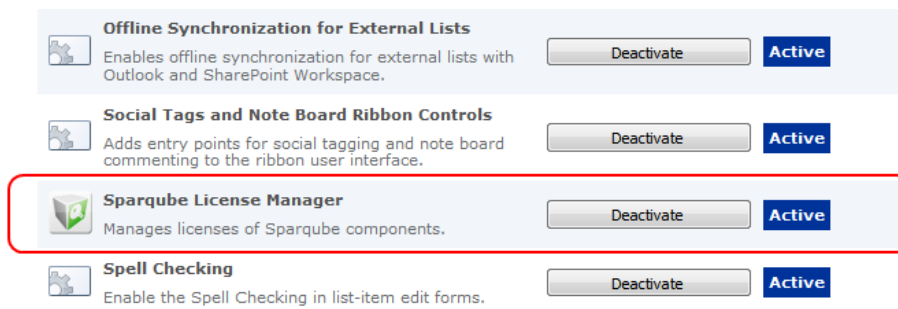 Offline Synchronization for External Lists
Enables offline synchronization for external lists with
Outlook and SharePoint Workspace.
Deactivate
Active
Social Tags and Note Board Ribbon Controls
Adds entry points for social tagging and note board
commenting to the ribbon user interface.
Deactivate
Active
Sparqube License Manager
Manages licenses of Sparqube components.
Deactivate
Active
Spell Checking
Enable the Spell Checking in list-item edit forms.
Deactivate
Active